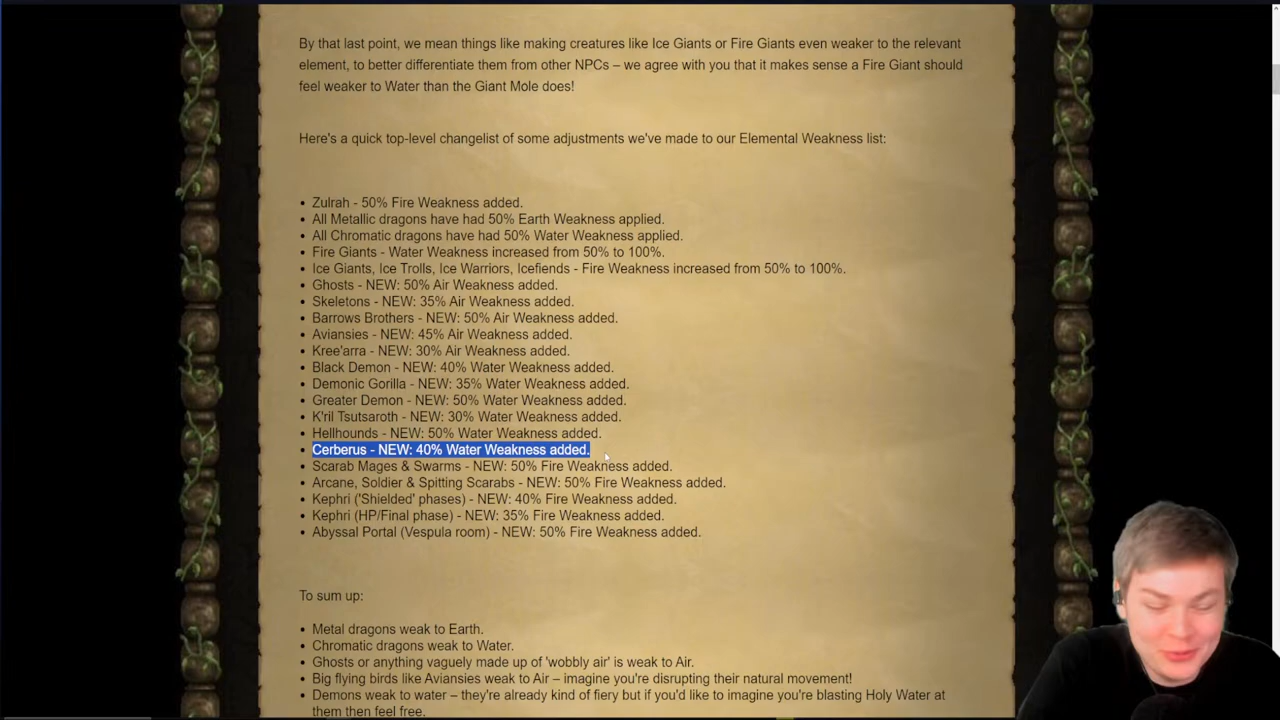 By that last point, we mean things like making creatures like Ice Giants or Fire Giants even weaker to the relevant
element, to better differentiate them from other NPCs – we agree with you that it makes sense a Fire Giant should
feel weaker to Water than the Giant Mole does!
Here's a quick top-level changelist of some adjustments we've made to our Elemental Weakness list:
• Zulrah - 50% Fire Weakness added.
• All Metallic dragons have had 50% Earth Weakness applied.
• All Chromatic dragons have had 50% Water Weakness applied.
• Fire Giants - Water Weakness increased from 50% to 100%.
• Ice Giants, Ice Trolls, Ice Warriors, Icefiends - Fire Weakness increased from 50% to 100%.
• Ghosts - NEW: 50% Air Weakness added.
• Skeletons - NEW: 35% Air Weakness added.
• Barrows Brothers - NEW: 50% Air Weakness added.
• Aviansies - NEW: 45% Air Weakness added.
• Kree'arra - NEW: 30% Air Weakness added.
• Black Demon - NEW: 40% Water Weakness added.
• Demonic Gorilla - NEW: 35% Water Weakness added.
• Greater Demon - NEW: 50% Water Weakness added.
• K'ril Tsutsaroth - NEW: 30% Water Weakness added.
• Hellhounds - NEW: 50% Water Weakness added.
• Cerberus - NEW: 40% Water Weakness added.
• Scarab Mages & Swarms - NEW: 50% Fire Weakness added.
• Arcane, Soldier & Spitting Scarabs - NEW: 50% Fire Weakness added.
• Kephri ('Shielded' phases) - NEW: 40% Fire Weakness added.
• Kephri (HP/Final phase) - NEW: 35% Fire Weakness added.
• Abyssal Portal (Vespula room) - NEW: 50% Fire Weakness added.
To sum up:
• Metal dragons weak to Earth.
• Chromatic dragons weak to Water.
• Ghosts or anything vaguely made up of 'wobbly air' is weak to Air.
• Big flying birds like Aviansies weak to Air – imagine you're disrupting their natural movement!
• Demons weak to water – they're already kind of fiery but if you'd like to imagine you're blasting Holy Water at
them then feel free.